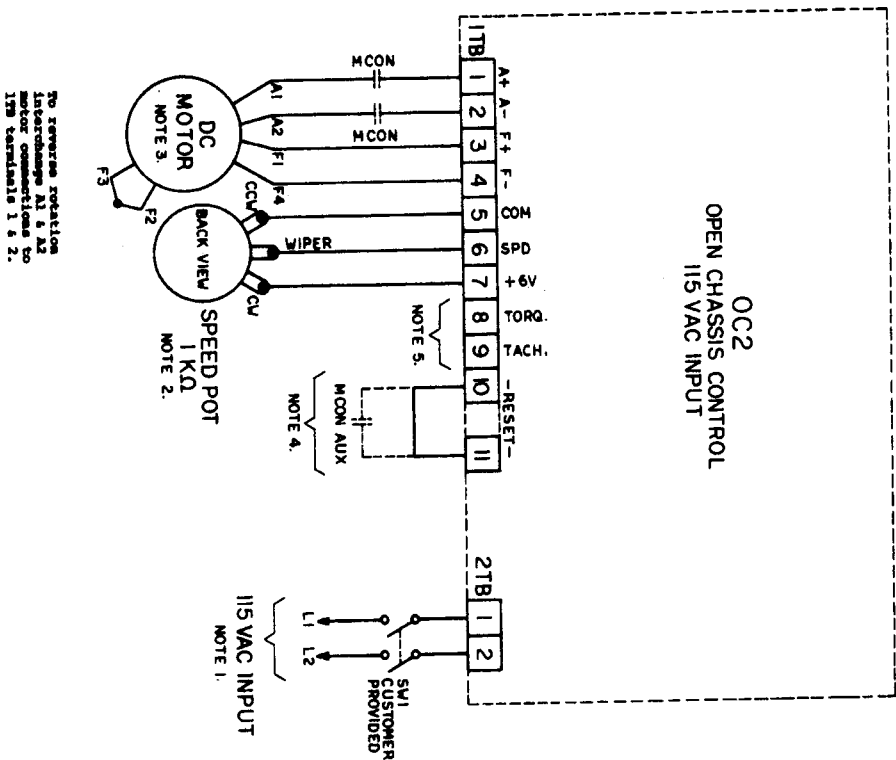 OC2
OPEN CHASSIS CONTROL
115 VAC INPUT
1TB
1
2
3
4
5
6
7
8
9
10
11
A+
A-
F+
F-
COM
SPD
+6V
TORQ.
TACH.
-RESET-
2TB
1
2
MCON
MCON
A1
A2
F1
F4
DC
MOTOR
NOTE 3.
F3
F2
CCW
WIPER
CW
BACK VIEW
SPEED POT
1 KΩ
NOTE 2.
NOTE 5.
MCON AUX
NOTE 4.
SW1
CUSTOMER
PROVIDED
L1
L2
115 VAC INPUT
NOTE 1.
To reverse rotation
interchange A1 & A2
motor connections to
1TB terminals 1 & 2.